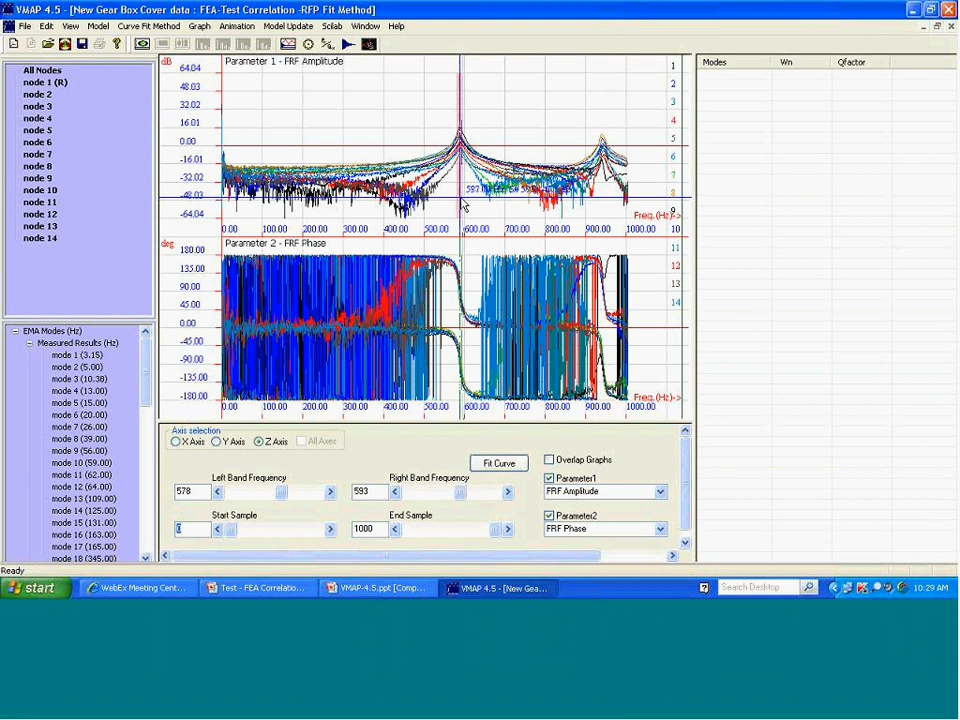 VMAP 4.5 - [New Gear Box Cover data : FEA-Test Correlation -RFP Fit Method]
File Edit View Model Curve Fit Method Graph Animation Model Update Scilab Window Help
All Nodes
node 1 (R)
node 2
node 3
node 4
node 5
node 6
node 7
node 8
node 9
node 10
node 11
node 12
node 13
node 14
EMA Modes (Hz)
Measured Results (Hz)
mode 1 (3.15)
mode 2 (5.00)
mode 3 (10.38)
mode 4 (13.00)
mode 5 (15.00)
mode 6 (20.00)
mode 7 (26.00)
mode 8 (39.00)
mode 9 (56.00)
mode 10 (59.00)
mode 11 (62.00)
mode 12 (64.00)
mode 13 (109.00)
mode 14 (125.00)
mode 15 (131.00)
mode 16 (163.00)
mode 17 (165.00)
mode 18 (345.00)
dB Parameter 1 - FRF Amplitude
64.04
48.03
32.02
16.01
0.00
-16.01
-32.02
-48.03
-64.04
Freq.(Hz)->
0.00 100.00 200.00 300.00 400.00 500.00 600.00 700.00 800.00 900.00 1000.00
deg Parameter 2 - FRF Phase
180.00
135.00
90.00
45.00
0.00
-45.00
-90.00
-135.00
-180.00
Freq.(Hz)->
0.00 100.00 200.00 300.00 400.00 500.00 600.00 700.00 800.00 900.00 1000.00
1
2
3
4
5
6
7
8
9
10
11
12
13
14
Axis selection
X Axis Y Axis Z Axis All Axes
Fit Curve
Left Band Frequency Right Band Frequency
578 593
Start Sample End Sample
0 1000
Overlap Graphs
Parameter1
FRF Amplitude
Parameter2
FRF Phase
Modes Wn Qfactor
Ready
start WebEx Meeting Cent... Test - FEA Correlatio... VMAP-4.5.ppt [Comp... VMAP 4.5 - [New Gea... Search Desktop 10:29 AM